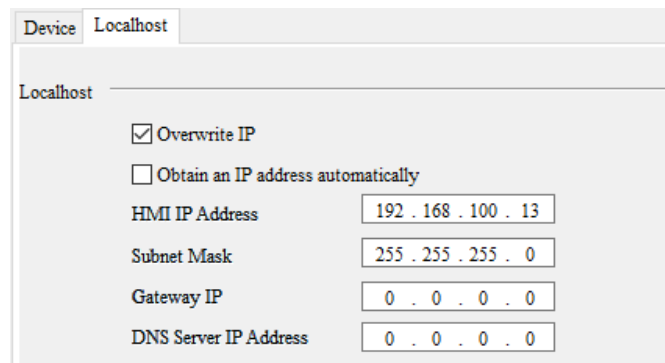 Device Localhost
Localhost
Overwrite IP
Obtain an IP address automatically
HMI IP Address 192 . 168 . 100 . 13
Subnet Mask 255 . 255 . 255 . 0
Gateway IP 0 . 0 . 0 . 0
DNS Server IP Address 0 . 0 . 0 . 0